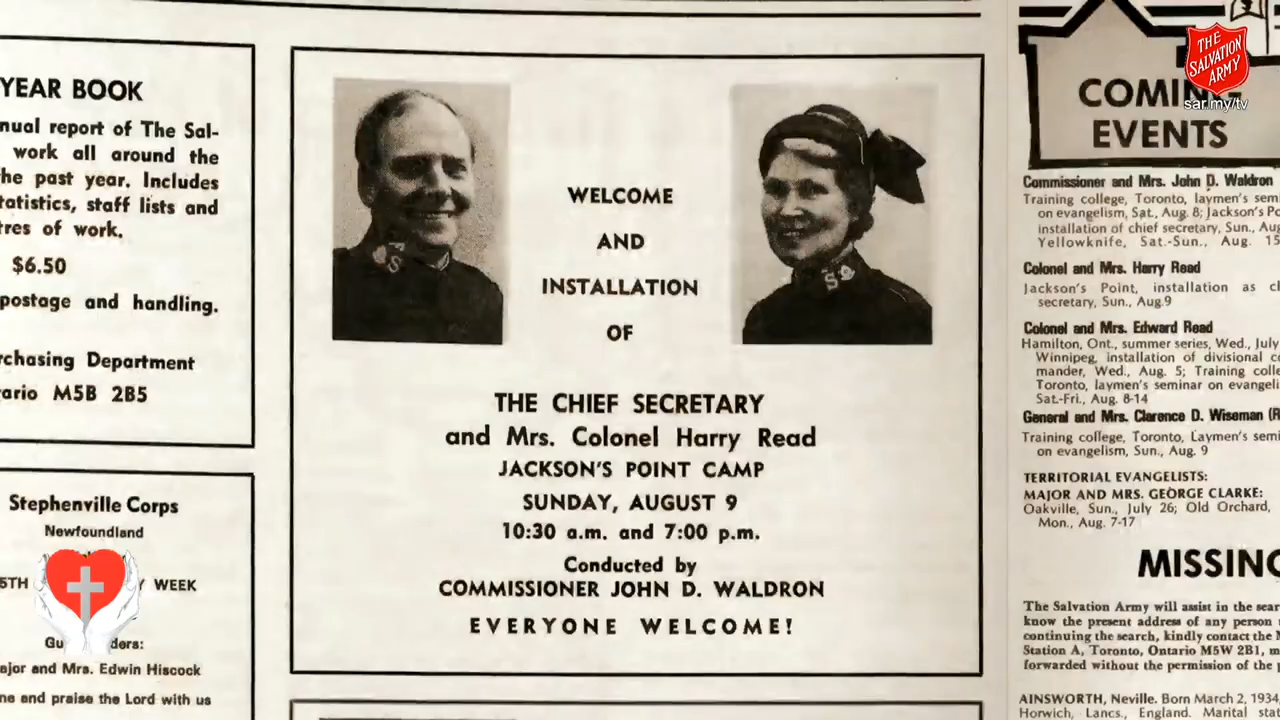 YEAR BOOK
nual report of The Sal-
work all around the
he past year. Includes
tatistics, staff lists and
tres of work.
$6.50
postage and handling.
rchasing Department
ario M5B 2B5
Stephenville Corps
Newfoundland
5TH
Y WEEK
Gu
ders:
ajor and Mrs. Edwin Hiscock
ne and praise the Lord with us
WELCOME
AND
INSTALLATION
OF
THE CHIEF SECRETARY
and Mrs. Colonel Harry Read
JACKSON'S POINT CAMP
SUNDAY, AUGUST 9
10:30 a.m. and 7:00 p.m.
Conducted by
COMMISSIONER JOHN D. WALDRON
EVERYONE WELCOME!
THE
SALVATION
ARMY
sar.my/tv
COMING
EVENTS
Commissioner and Mrs. John D. Waldron
Training college, Toronto, laymen's semi
on evangelism, Sat., Aug. 8; Jackson's Po
installation of chief secretary, Sun., Aug
Yellowknife, Sat.-Sun., Aug. 15
Colonel and Mrs. Harry Read
Jackson's Point, installation as ch
secretary, Sun., Aug.9
Colonel and Mrs. Edward Read
Hamilton, Ont., summer series, Wed., July
Winnipeg, installation of divisional co
mander, Wed., Aug. 5; Training colle
Toronto, laymen's seminar on evangeli
Sat.-Fri., Aug. 8-14
General and Mrs. Clarence D. Wiseman (R
Training college, Toronto, Laymen's semi
on evangelism, Sun., Aug. 9
TERRITORIAL EVANGELISTS:
MAJOR AND MRS. GEORGE CLARKE:
Oakville, Sun., July 26; Old Orchard,
Mon., Aug. 7-17
MISSING
The Salvation Army will assist in the sear
know the present address of any person
continuing the search, kindly contact the M
Station A, Toronto, Ontario M5W 2B1, m
forwarded without the permission of the p
AINSWORTH, Neville. Born March 2, 1934,
Horwich, Lancs., England. Marital stat